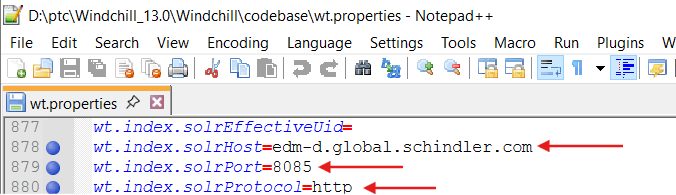 D:\ptc\Windchill_13.0\Windchill\codebase\wt.properties - Notepad++
File Edit Search View Encoding Language Settings Tools Macro Run Plugins W
wt.properties
877 wt.index.solrEffectiveUid=
878 wt.index.solrHost=edm-d.global.schindler.com
879 wt.index.solrPort=8085
880 wt.index.solrProtocol=http